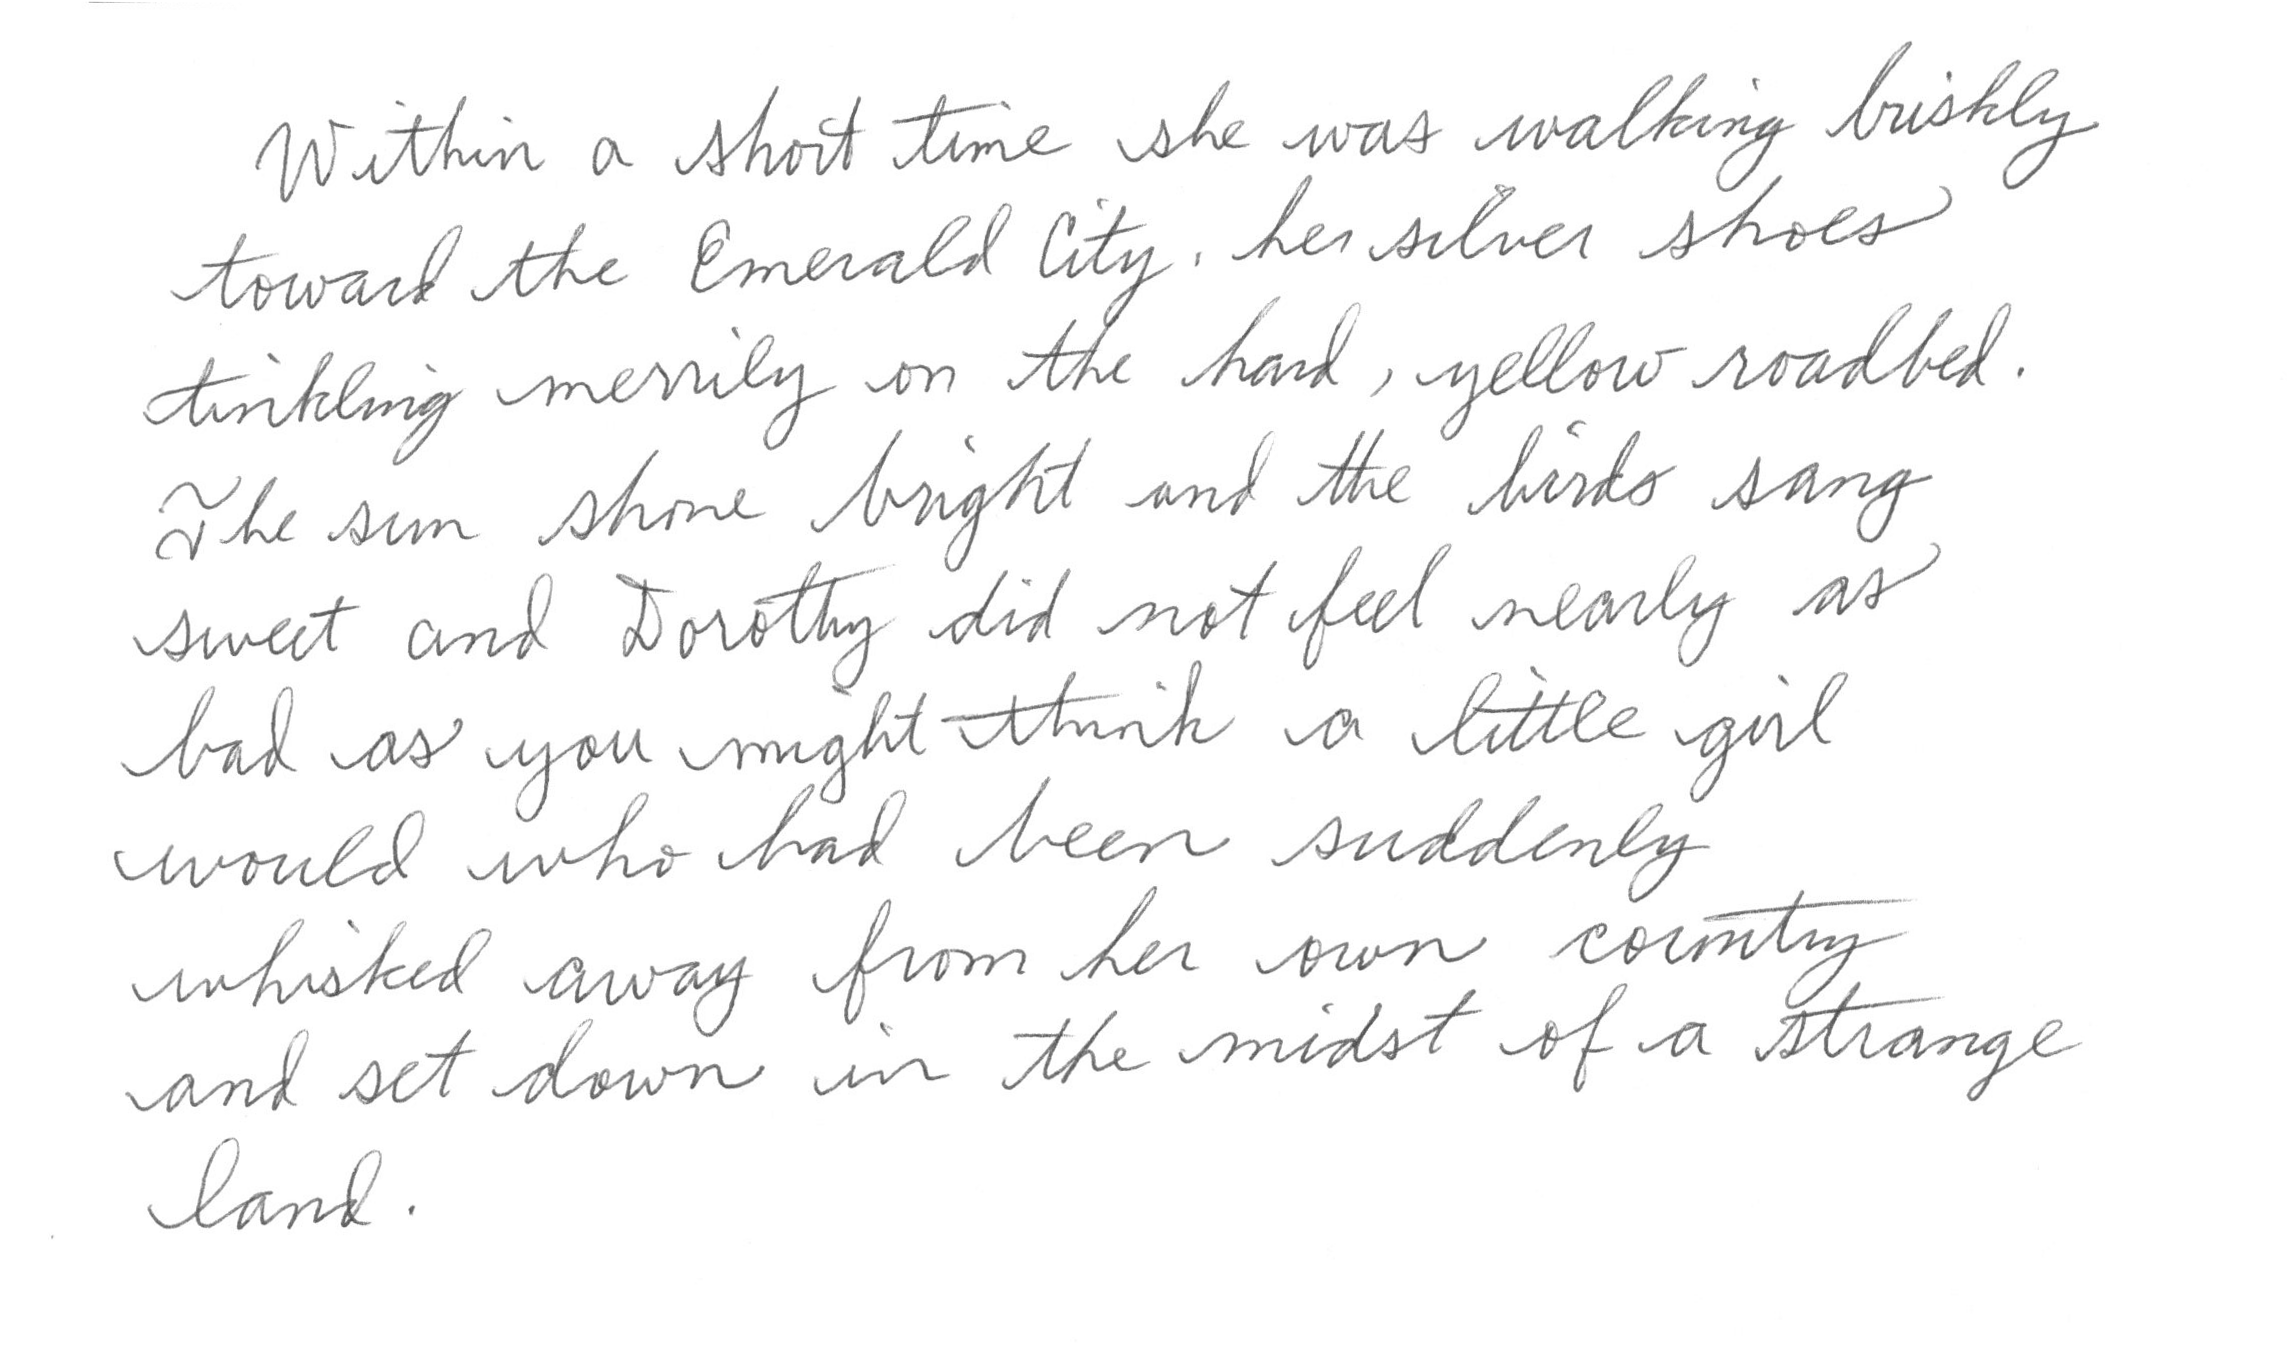 Within a short time she was walking briskly
toward the Emerald City, her silver shoes
tinkling merrily on the hard, yellow roadbed.
The sun shone bright and the birds sang
sweet and Dorothy did not feel nearly as
bad as you might think a little girl
would who had been suddenly
whisked away from her own country
and set down in the midst of a strange
land.